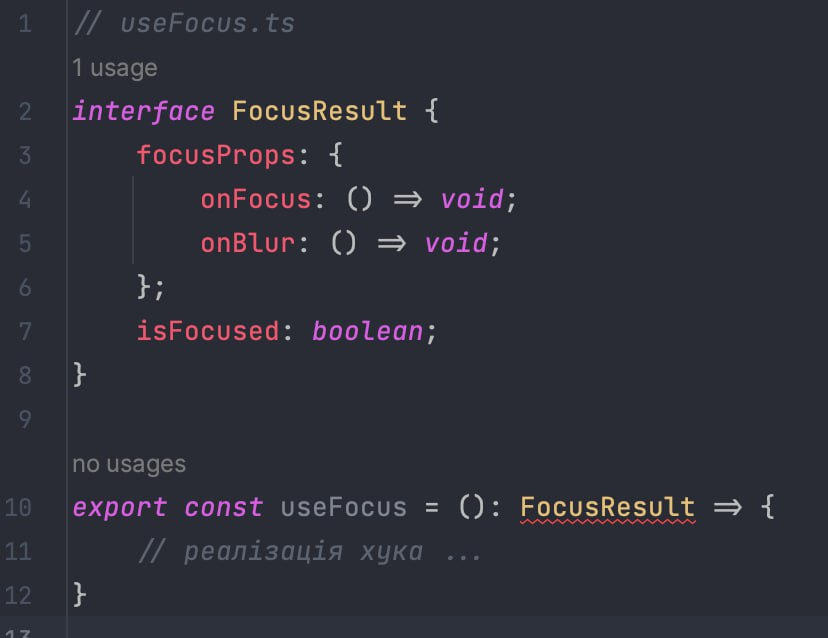 1 // useFocus.ts
1 usage
2 interface FocusResult {
3 focusProps: {
4 onFocus: () => void;
5 onBlur: () => void;
6 };
7 isFocused: boolean;
8 }
9
no usages
10 export const useFocus = (): FocusResult => {
11 // реалізація хука ...
12 }
13